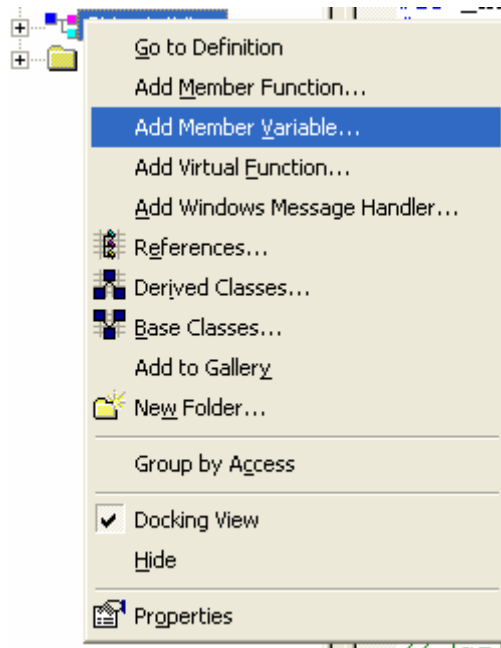 Go to Definition
Add Member Function...
Add Member Variable...
Add Virtual Function...
Add Windows Message Handler...
References...
Derived Classes...
Base Classes...
Add to Gallery
New Folder...
Group by Access
Docking View
Hide
Properties